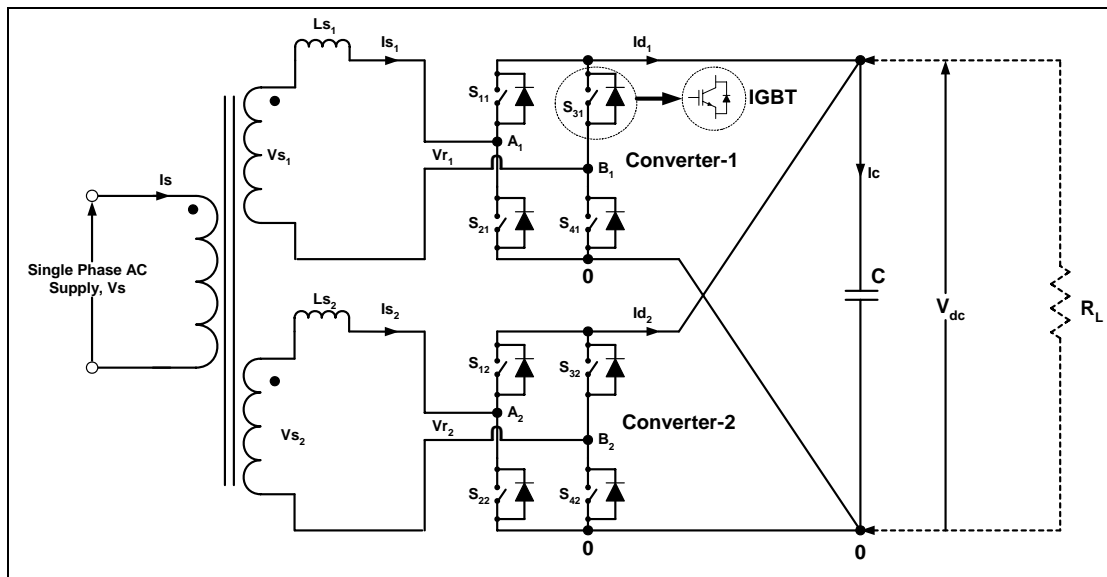 Ls1
Is1
Id1
S11
S31
IGBT
A1
Vs1
Vr1
B1
Converter-1
Is
Ic
S21
S41
Single Phase AC
Supply, Vs
0
C
Ls2
Is2
Id2
Vdc
RL
S12
S32
A2
Vr2
Converter-2
Vs2
B2
S22
S42
0
0